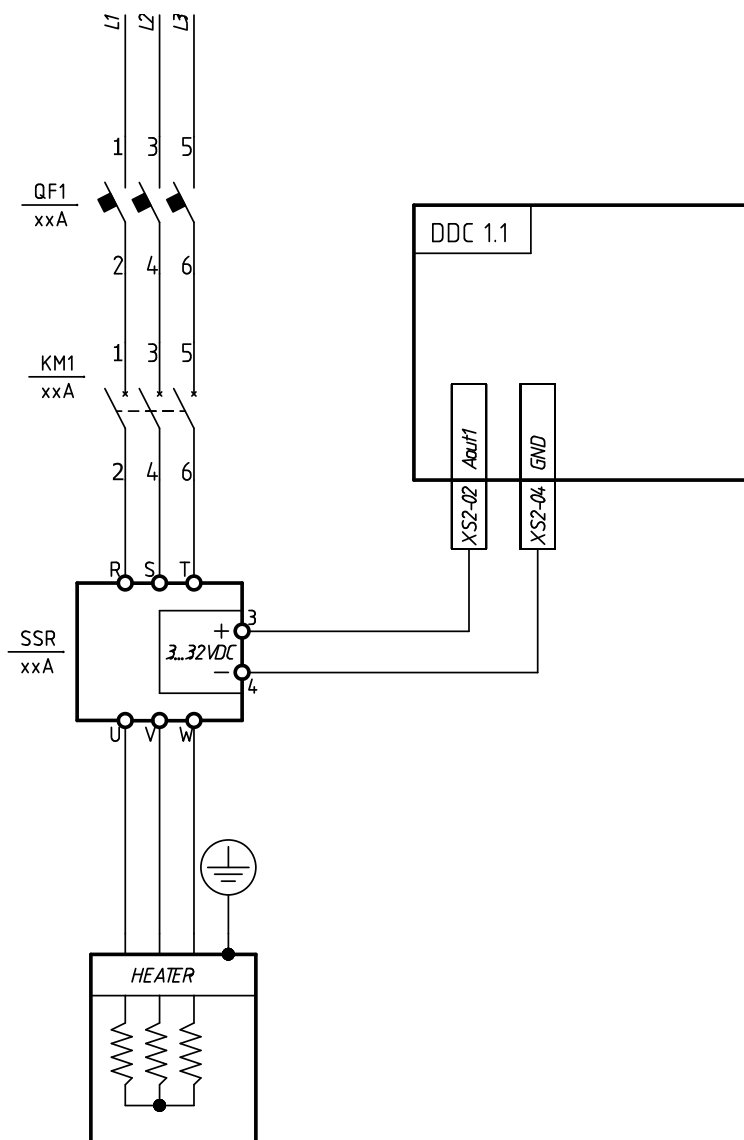 L1 L2 L3
1 3 5
QF1
xxA
2 4 6
1 3 5
KM1
xxA
2 4 6
R S T
SSR
xxA
3
+
3...32VDC
−
4
U V W
HEATER
DDC 1.1
XS2-02 Aout1
XS2-04 GND